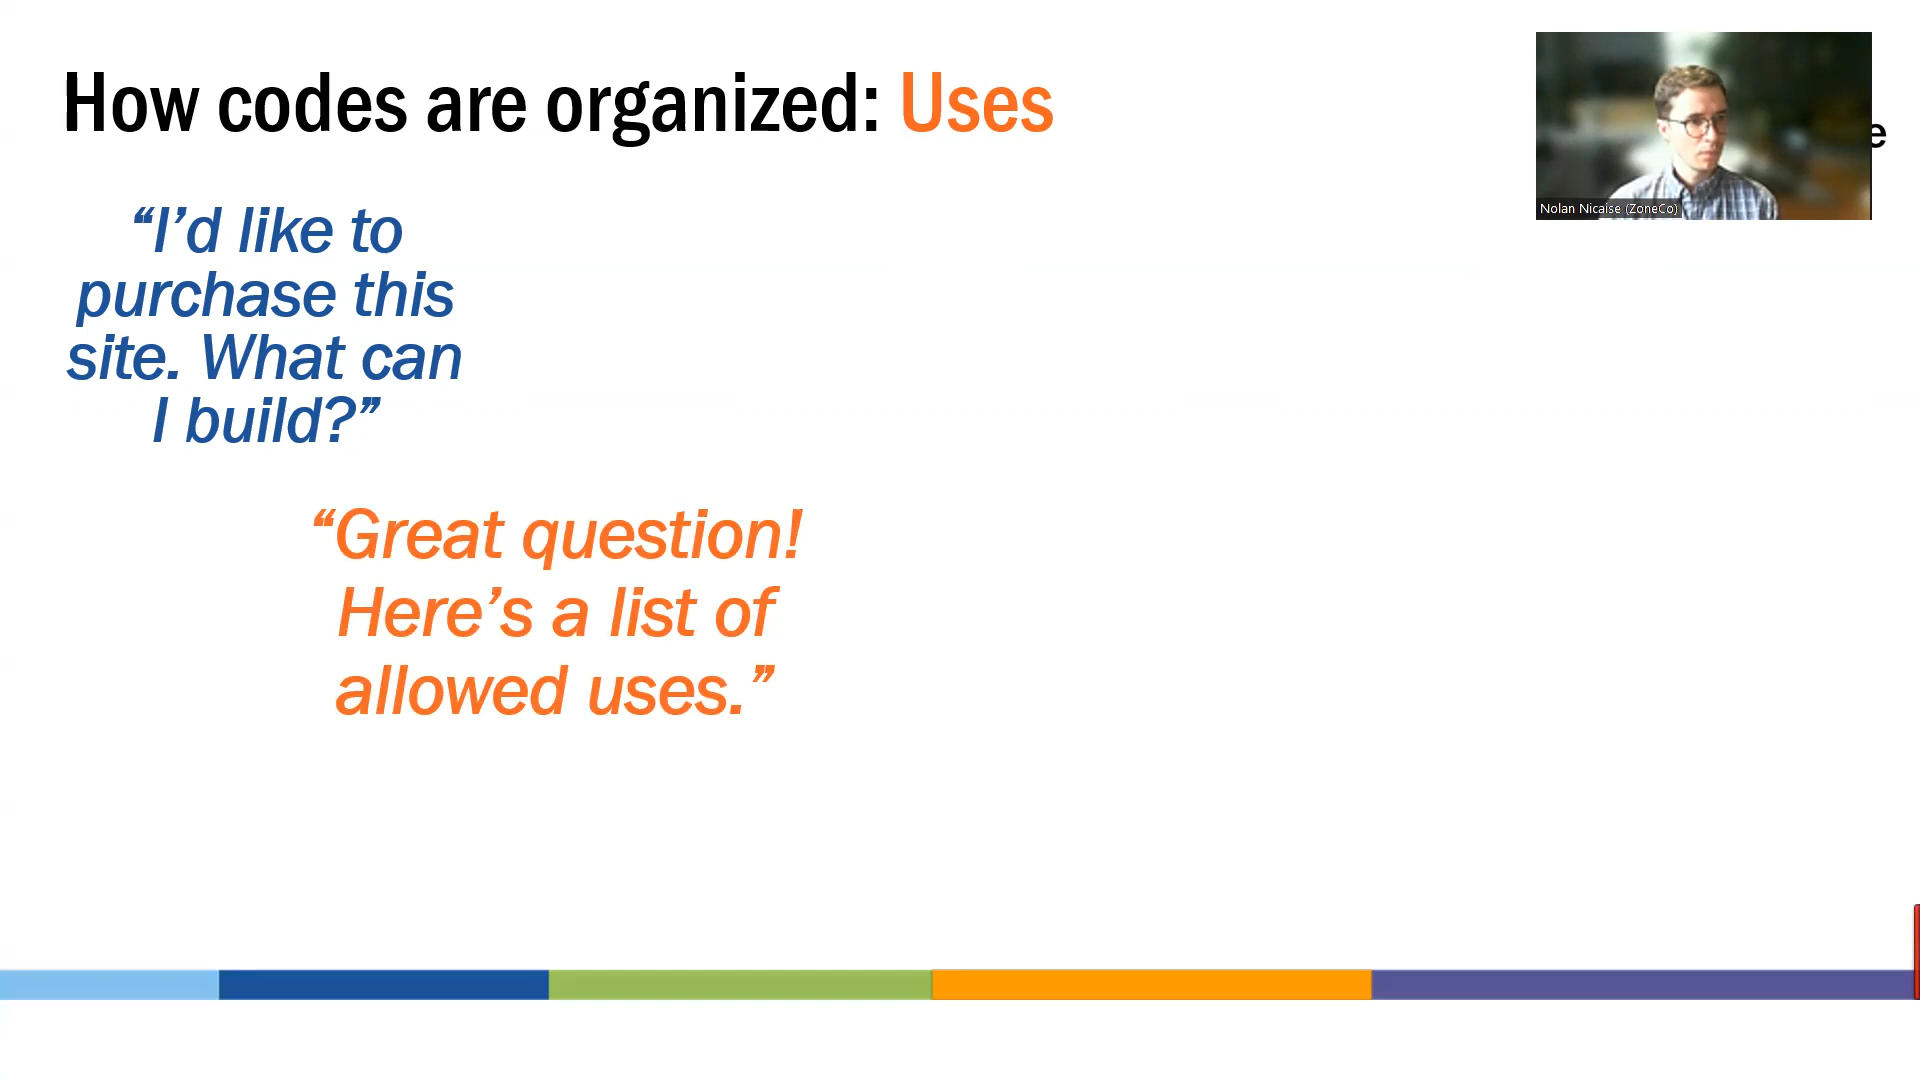 How codes are organized: Uses
e
“I’d like to
purchase this
site. What can
I build?”
“Great question!
Here’s a list of
allowed uses.”
Nolan Nicaise (ZoneCo)